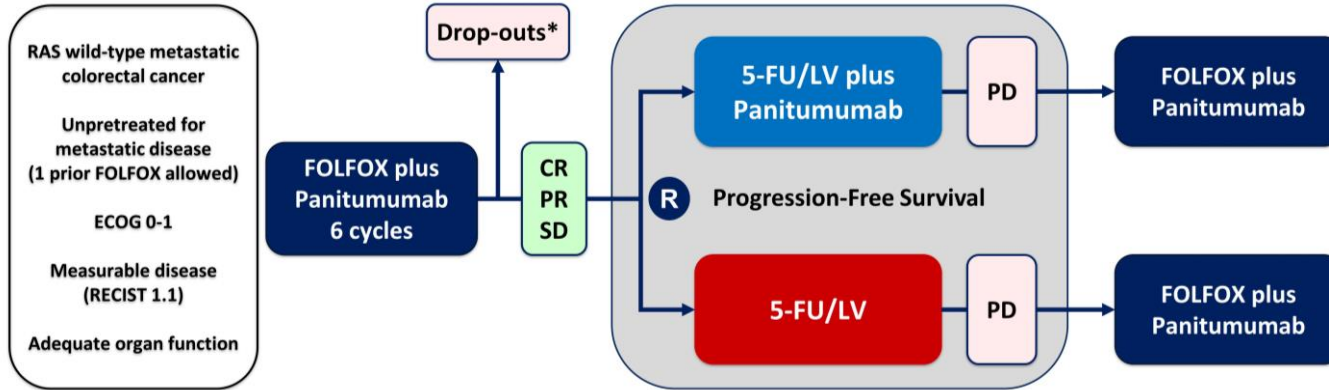 RAS wild-type metastatic
colorectal cancer
Unpretreated for
metastatic disease
(1 prior FOLFOX allowed)
ECOG 0-1
Measurable disease
(RECIST 1.1)
Adequate organ function
FOLFOX plus
Panitumumab
6 cycles
Drop-outs*
CR
PR
SD
R
Progression-Free Survival
5-FU/LV plus
Panitumumab
PD
FOLFOX plus
Panitumumab
5-FU/LV
PD
FOLFOX plus
Panitumumab